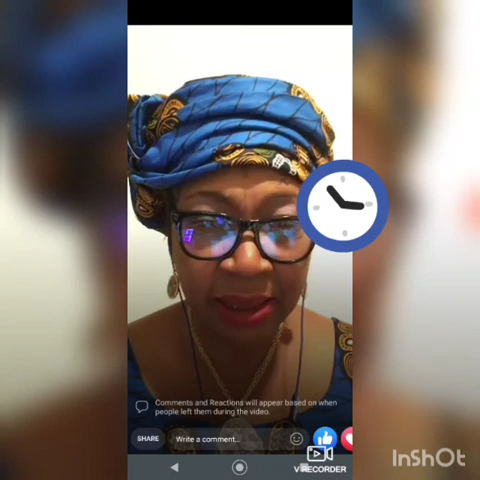 Comments and Reactions will appear based on when
people left them during the video.
SHARE
Write a comment...
V RECORDER
InShOt